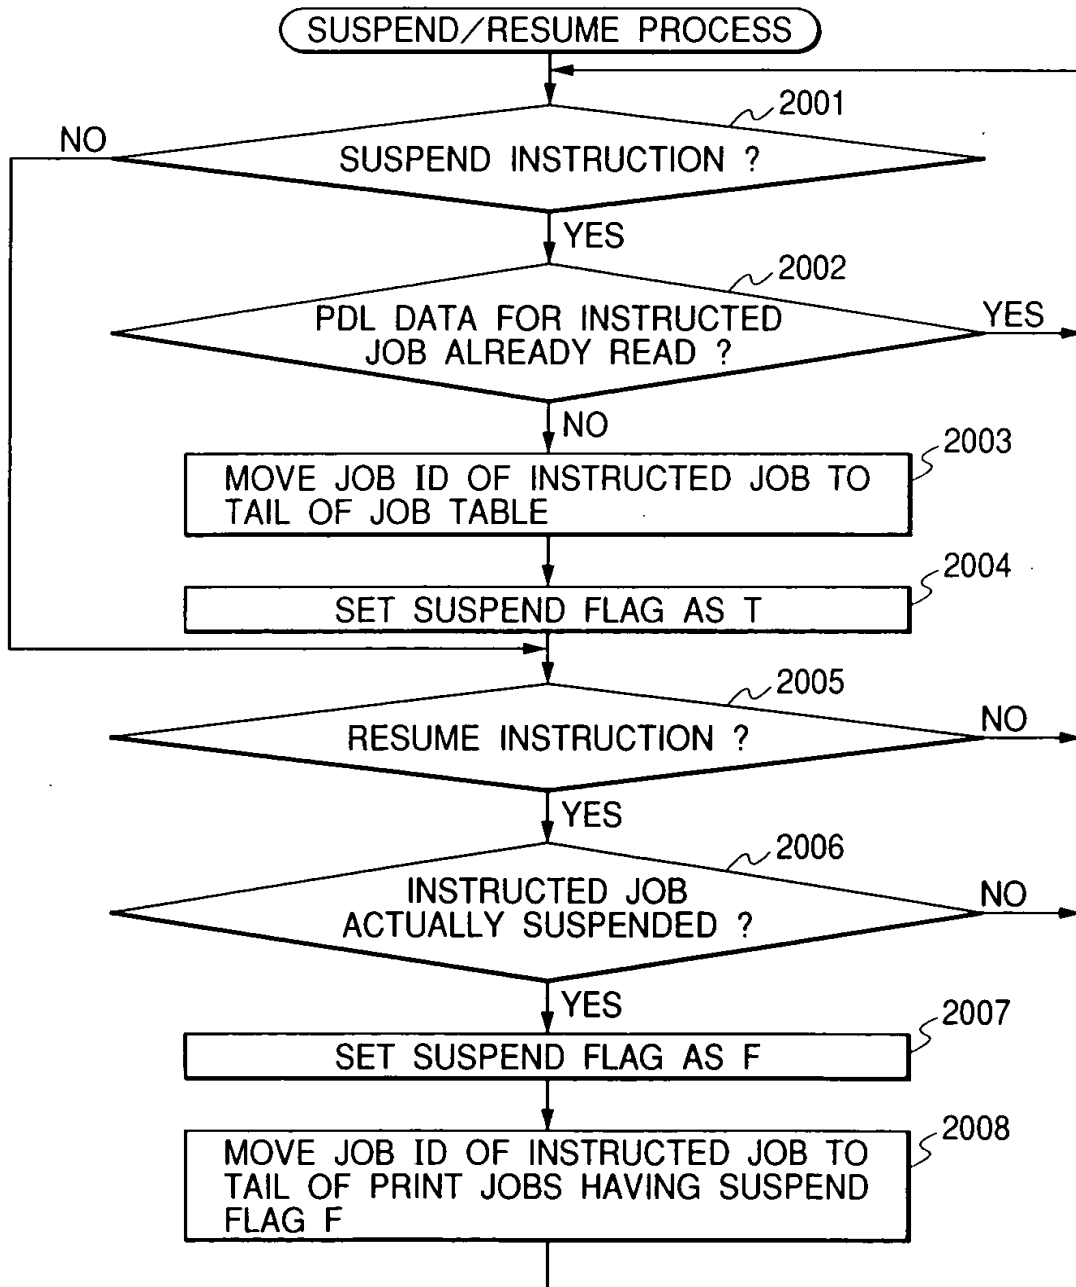 SUSPEND/RESUME PROCESS
2001
NO
SUSPEND INSTRUCTION ?
YES
2002
PDL DATA FOR INSTRUCTED
JOB ALREADY READ ?
YES
NO
2003
MOVE JOB ID OF INSTRUCTED JOB TO
TAIL OF JOB TABLE
2004
SET SUSPEND FLAG AS T
2005
RESUME INSTRUCTION ?
NO
YES
2006
INSTRUCTED JOB
ACTUALLY SUSPENDED ?
NO
YES
2007
SET SUSPEND FLAG AS F
2008
MOVE JOB ID OF INSTRUCTED JOB TO
TAIL OF PRINT JOBS HAVING SUSPEND
FLAG F